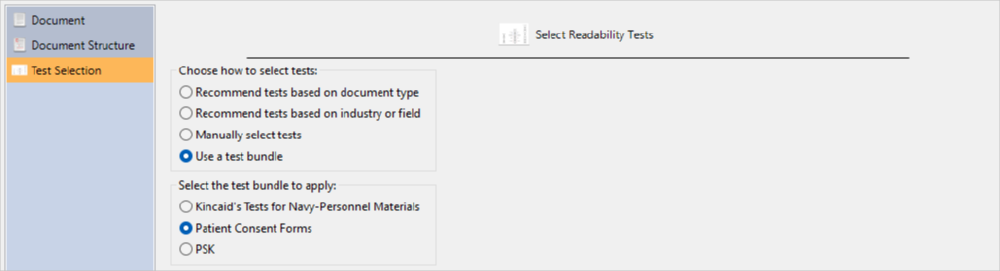 Document
Document Structure
Test Selection
Select Readability Tests
Choose how to select tests:
Recommend tests based on document type
Recommend tests based on industry or field
Manually select tests
Use a test bundle
Select the test bundle to apply:
Kincaid's Tests for Navy-Personnel Materials
Patient Consent Forms
PSK